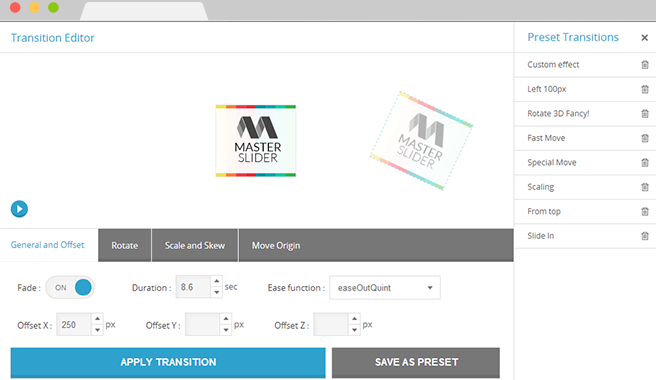 Transition Editor
Preset Transitions ×
Custom effect
Left 100px
Rotate 3D Fancy!
Fast Move
Special Move
Scaling
From top
Slide In
MASTER
SLIDER
MASTER
SLIDER
General and Offset Rotate Scale and Skew Move Origin
Fade : ON Duration : 8.6 sec Ease function : easeOutQuint
Offset X : 250 px Offset Y : px Offset Z : px
APPLY TRANSITION SAVE AS PRESET